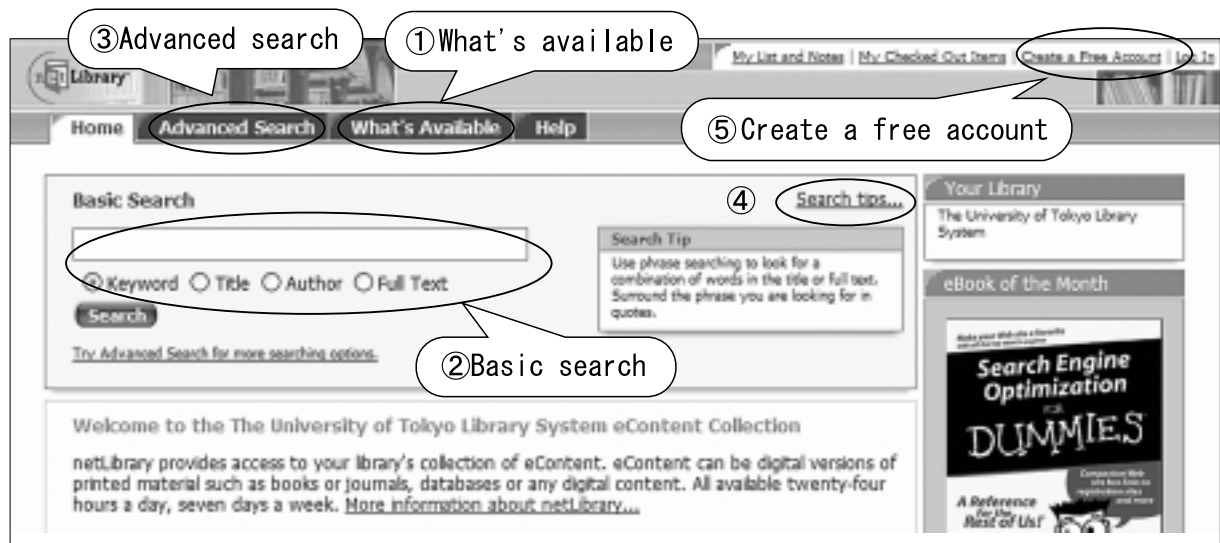 ③Advanced search
①What's available
My List and Notes | My Checked Out Items | Create a Free Account | Log In
Library
Home Advanced Search What's Available Help
⑤Create a free account
Basic Search
④ Search tips...
Keyword Title Author Full Text
Search
Try Advanced Search for more searching options.
Search Tip
Use phrase searching to look for a
combination of words in the title or full text.
Surround the phrase you are looking for in
quotes.
②Basic search
Your Library
The University of Tokyo Library
System
eBook of the Month
Make your Web site a favorite
Search Engine
Optimization
FOR
DUMMIES
A Reference
for the
Rest of Us!
Welcome to the The University of Tokyo Library System eContent Collection
netLibrary provides access to your library's collection of eContent. eContent can be digital versions of
printed material such as books or journals, databases or any digital content. All available twenty-four
hours a day, seven days a week. More information about netLibrary...